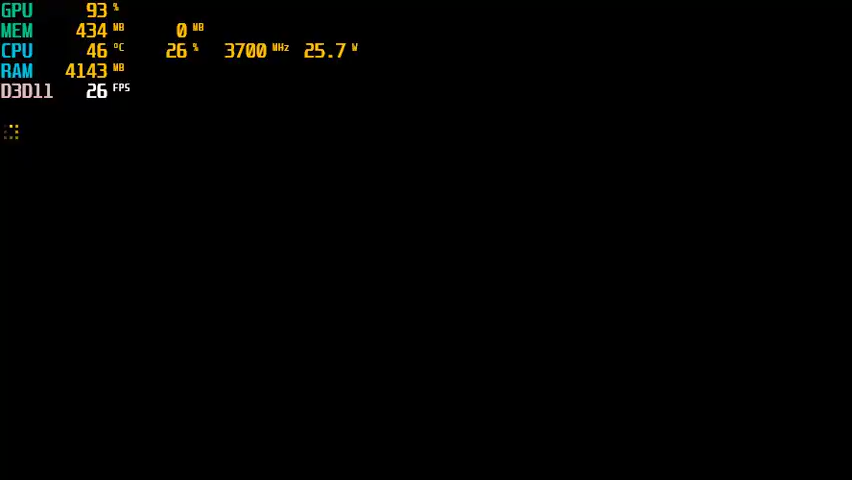 GPU 93 %
MEM 434 MB 0 MB
CPU 46 °C 26 % 3700 MHz 25.7 W
RAM 4143 MB
D3D11 26 FPS